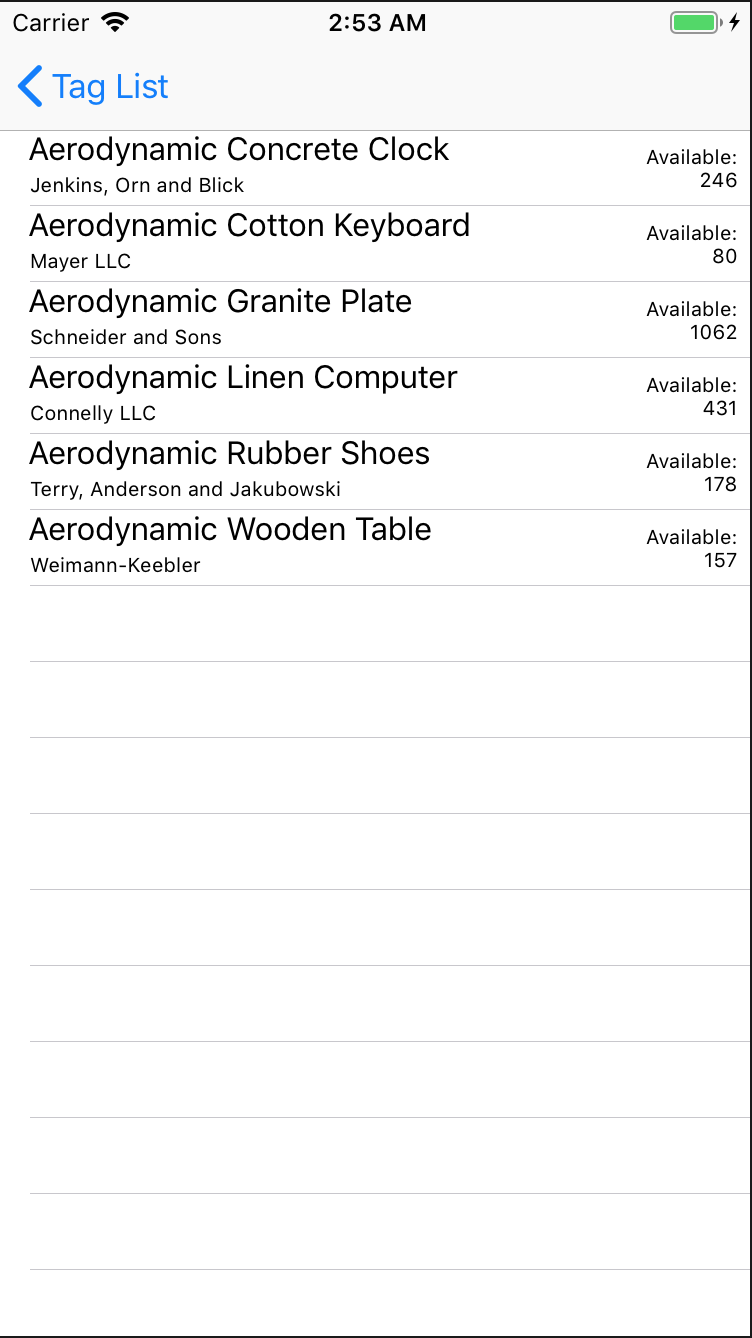 Carrier 2:53 AM
Tag List
Aerodynamic Concrete Clock
Jenkins, Orn and Blick
Available:
246
Aerodynamic Cotton Keyboard
Mayer LLC
Available:
80
Aerodynamic Granite Plate
Schneider and Sons
Available:
1062
Aerodynamic Linen Computer
Connelly LLC
Available:
431
Aerodynamic Rubber Shoes
Terry, Anderson and Jakubowski
Available:
178
Aerodynamic Wooden Table
Weimann-Keebler
Available:
157